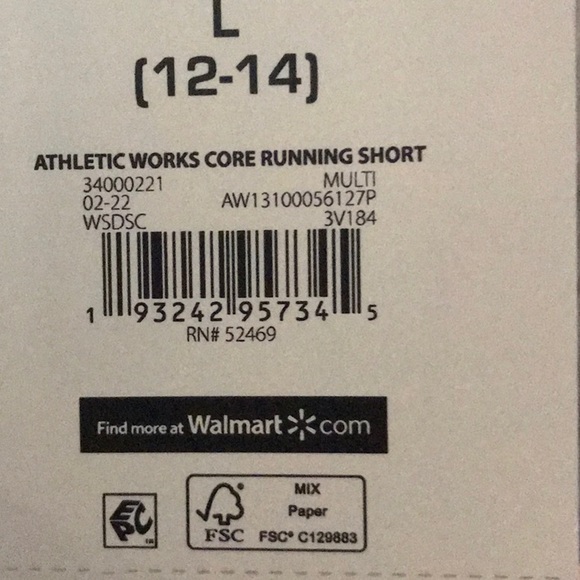 L
(12-14)
ATHLETIC WORKS CORE RUNNING SHORT
34000221 MULTI
02-22 AW13100056127P
WSDSC 3V184
1 93242 95734 5
RN# 52469
Find more at Walmart com
EPC
FSC
MIX
Paper
FSC® C129883